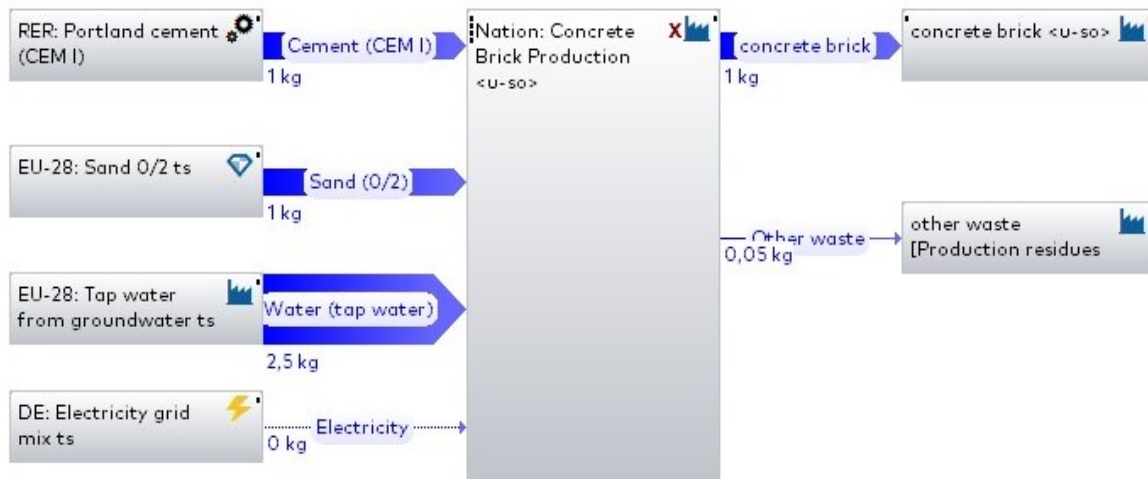 RER: Portland cement
(CEM I)
Cement (CEM I)
1 kg
Nation: Concrete
Brick Production
<u-so>
X
concrete brick
1 kg
concrete brick <u-so>
EU-28: Sand 0/2 ts
Sand (0/2)
1 kg
Other waste
0,05 kg
other waste
[Production residues
EU-28: Tap water
from groundwater ts
Water (tap water)
2,5 kg
DE: Electricity grid
mix ts
Electricity
0 kg